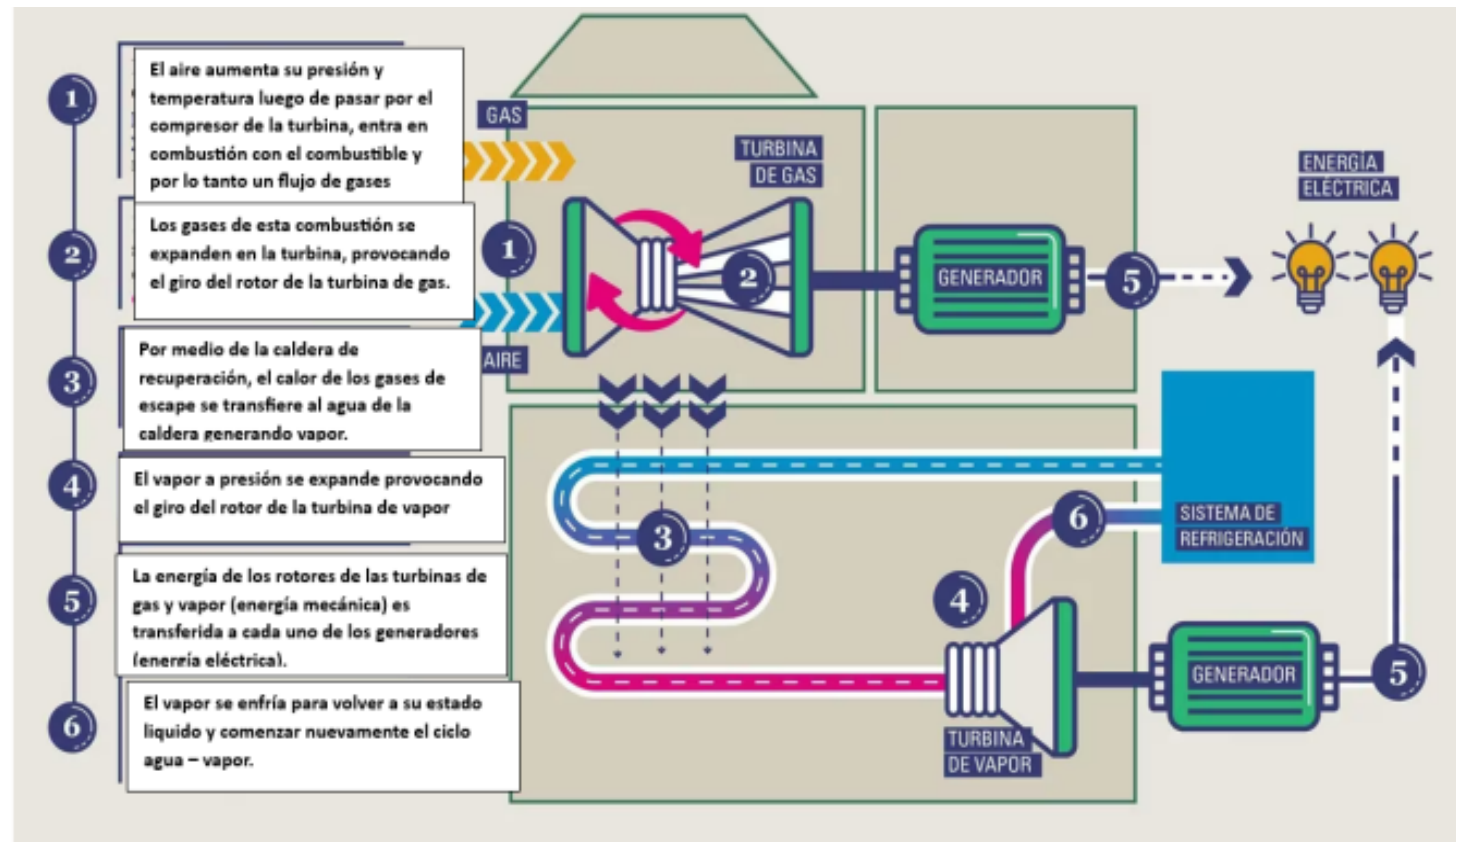 1
El aire aumenta su presión y
temperatura luego de pasar por el
compresor de la turbina, entra en
combustión con el combustible y
por lo tanto un flujo de gases
2
Los gases de esta combustión se
expanden en la turbina, provocando
el giro del rotor de la turbina de gas.
3
Por medio de la caldera de
recuperación, el calor de los gases de
escape se transfiere al agua de la
caldera generando vapor.
4
El vapor a presión se expande provocando
el giro del rotor de la turbina de vapor
5
La energía de los rotores de las turbinas de
gas y vapor (energía mecánica) es
transferida a cada uno de los generadores
(energía eléctrica).
6
El vapor se enfría para volver a su estado
liquido y comenzar nuevamente el ciclo
agua – vapor.
GAS
1
AIRE
TURBINA
DE GAS
2
GENERADOR
5
ENERGÍA
ELÉCTRICA
3
SISTEMA DE
REFRIGERACIÓN
6
4
TURBINA
DE VAPOR
GENERADOR
5